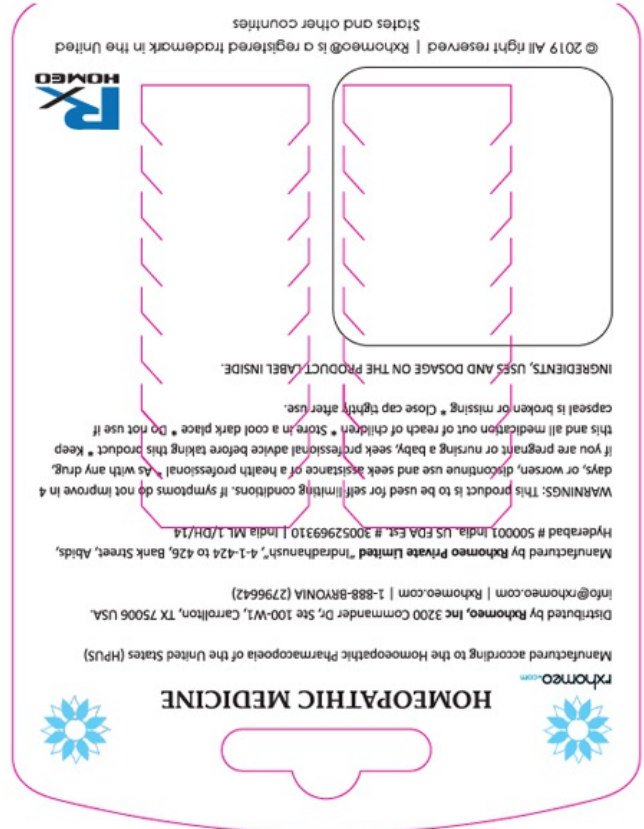 HOMEOPATHIC MEDICINE
rxhomeo.com
Manufactured according to the Homoeopathic Pharmacopoeia of the United States (HPUS)
Distributed by Rxhomeo, Inc 3200 Commander Dr, Ste 100-W1, Carrollton, TX 75006 USA.
info@rxhomeo.com | Rxhomeo.com | 1-888-BRYONIA (2796642)
Manufactured by Rxhomeo Private Limited "Indradhanush", 4-1-424 to 426, Bank Street, Abids,
Hyderabad # 500001 India. US FDA Est. # 3005296931​0 | India ML 1/DH/14
WARNINGS: This product is to be used for self-limiting conditions. If symptoms do not improve in 4
days, or worsen, discontinue use and seek assistance of a health professional * As with any drug,
if you are pregnant or nursing a baby, seek professional advice before taking this product * Keep
this and all medication out of reach of children * Store in a cool dark place * Do not use if
capseal is broken or missing * Close cap tightly after use.
INGREDIENTS, USES AND DOSAGE ON THE PRODUCT LABEL INSIDE.
Rx
HOMEO
© 2019 All right reserved | Rxhomeo® is a registered trademark in the United
States and other countries